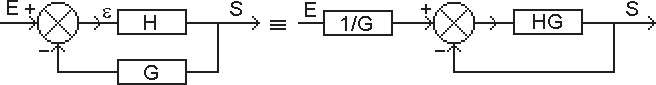 E + ε H S ≡ E 1/G + HG S
− G −